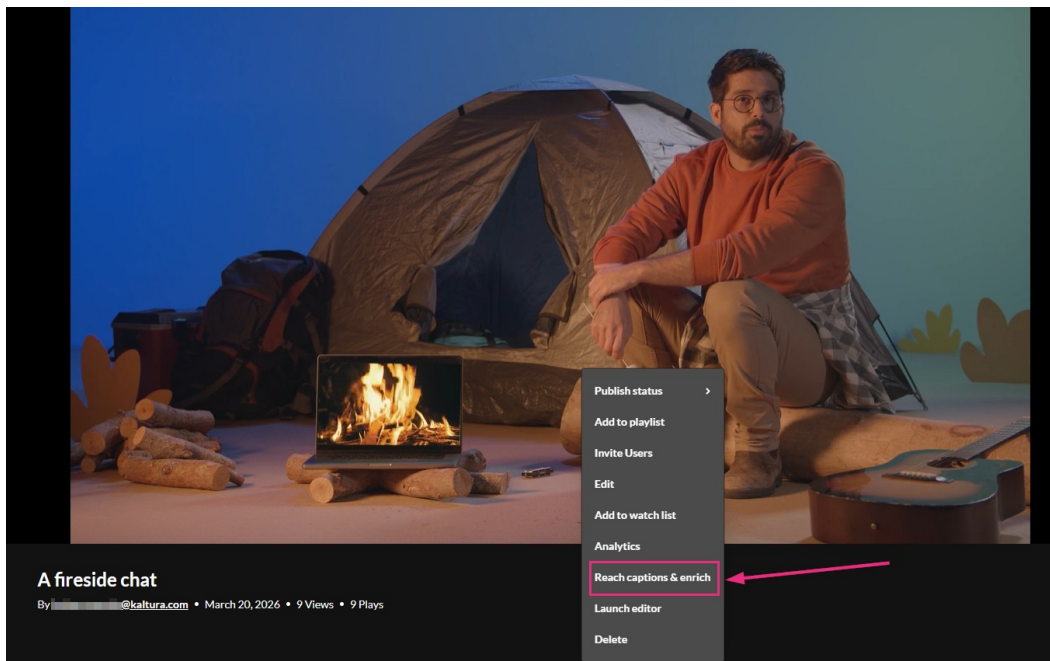 Publish status
Add to playlist
Invite Users
Edit
Add to watch list
Analytics
Reach captions & enrich
Launch editor
Delete
A fireside chat
By @kaltura.com • March 20, 2026 • 9 Views • 9 Plays